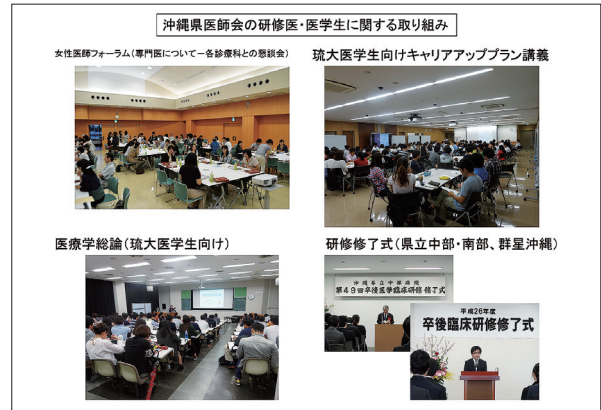 沖縄県医師会の研修医・医学生に関する取り組み
女性医師フォーラム(専門医について－各診療科との懇談会)
琉大医学生向けキャリアアッププラン講義
医療学総論(琉大医学生向け)
研修修了式(県立中部・南部、群星沖縄)
沖縄県立中部病院
第49回卒後医学臨床研修修了式
平成26年度
卒後臨床研修修了式